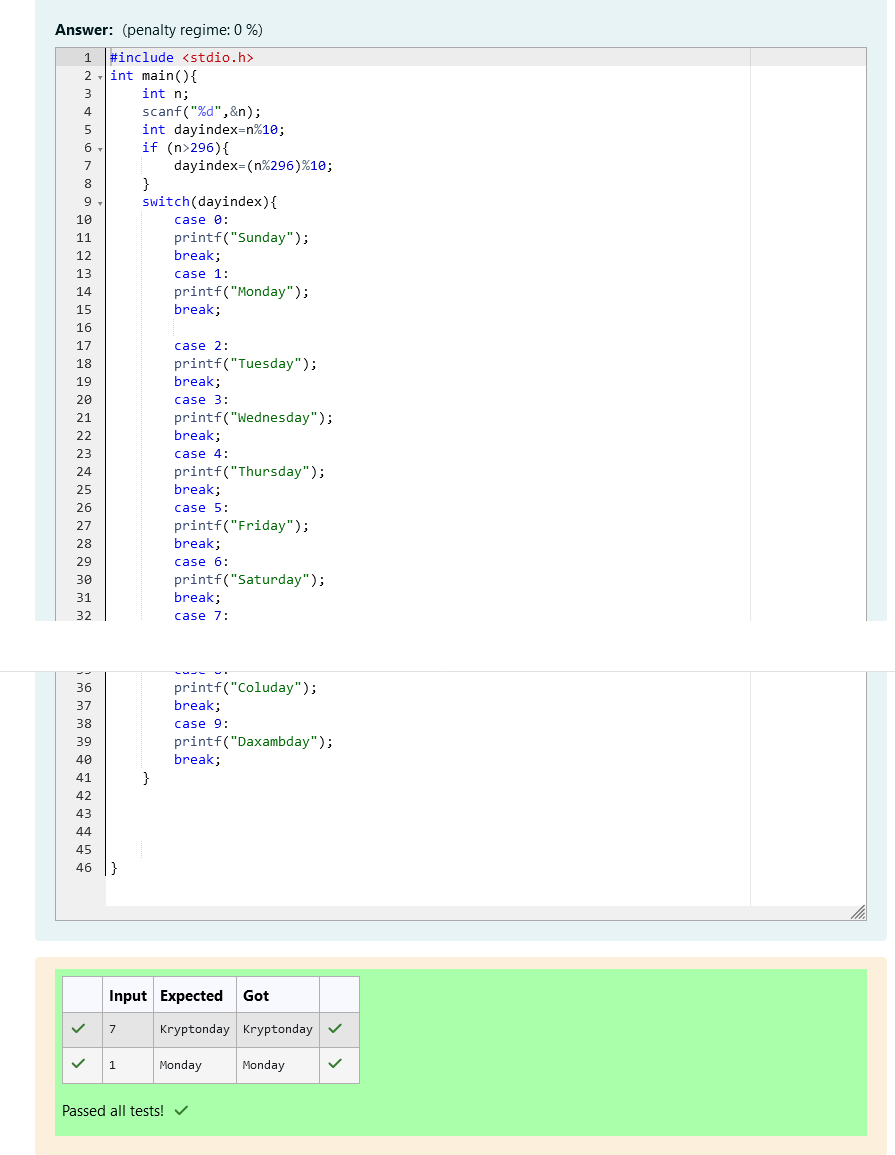 Answer: (penalty regime: 0 %)
1 #include <stdio.h>
2 int main(){
3     int n;
4     scanf("%d",&n);
5     int dayindex=n%10;
6     if (n>296){
7         dayindex=(n%296)%10;
8     }
9     switch(dayindex){
10         case 0:
11         printf("Sunday");
12         break;
13         case 1:
14         printf("Monday");
15         break;
16
17         case 2:
18         printf("Tuesday");
19         break;
20         case 3:
21         printf("Wednesday");
22         break;
23         case 4:
24         printf("Thursday");
25         break;
26         case 5:
27         printf("Friday");
28         break;
29         case 6:
30         printf("Saturday");
31         break;
32         case 7:
36         printf("Coluday");
37         break;
38         case 9:
39         printf("Daxambday");
40         break;
41     }
42
43
44
45
46 }
Input Expected Got
7 Kryptonday Kryptonday
1 Monday Monday
Passed all tests!